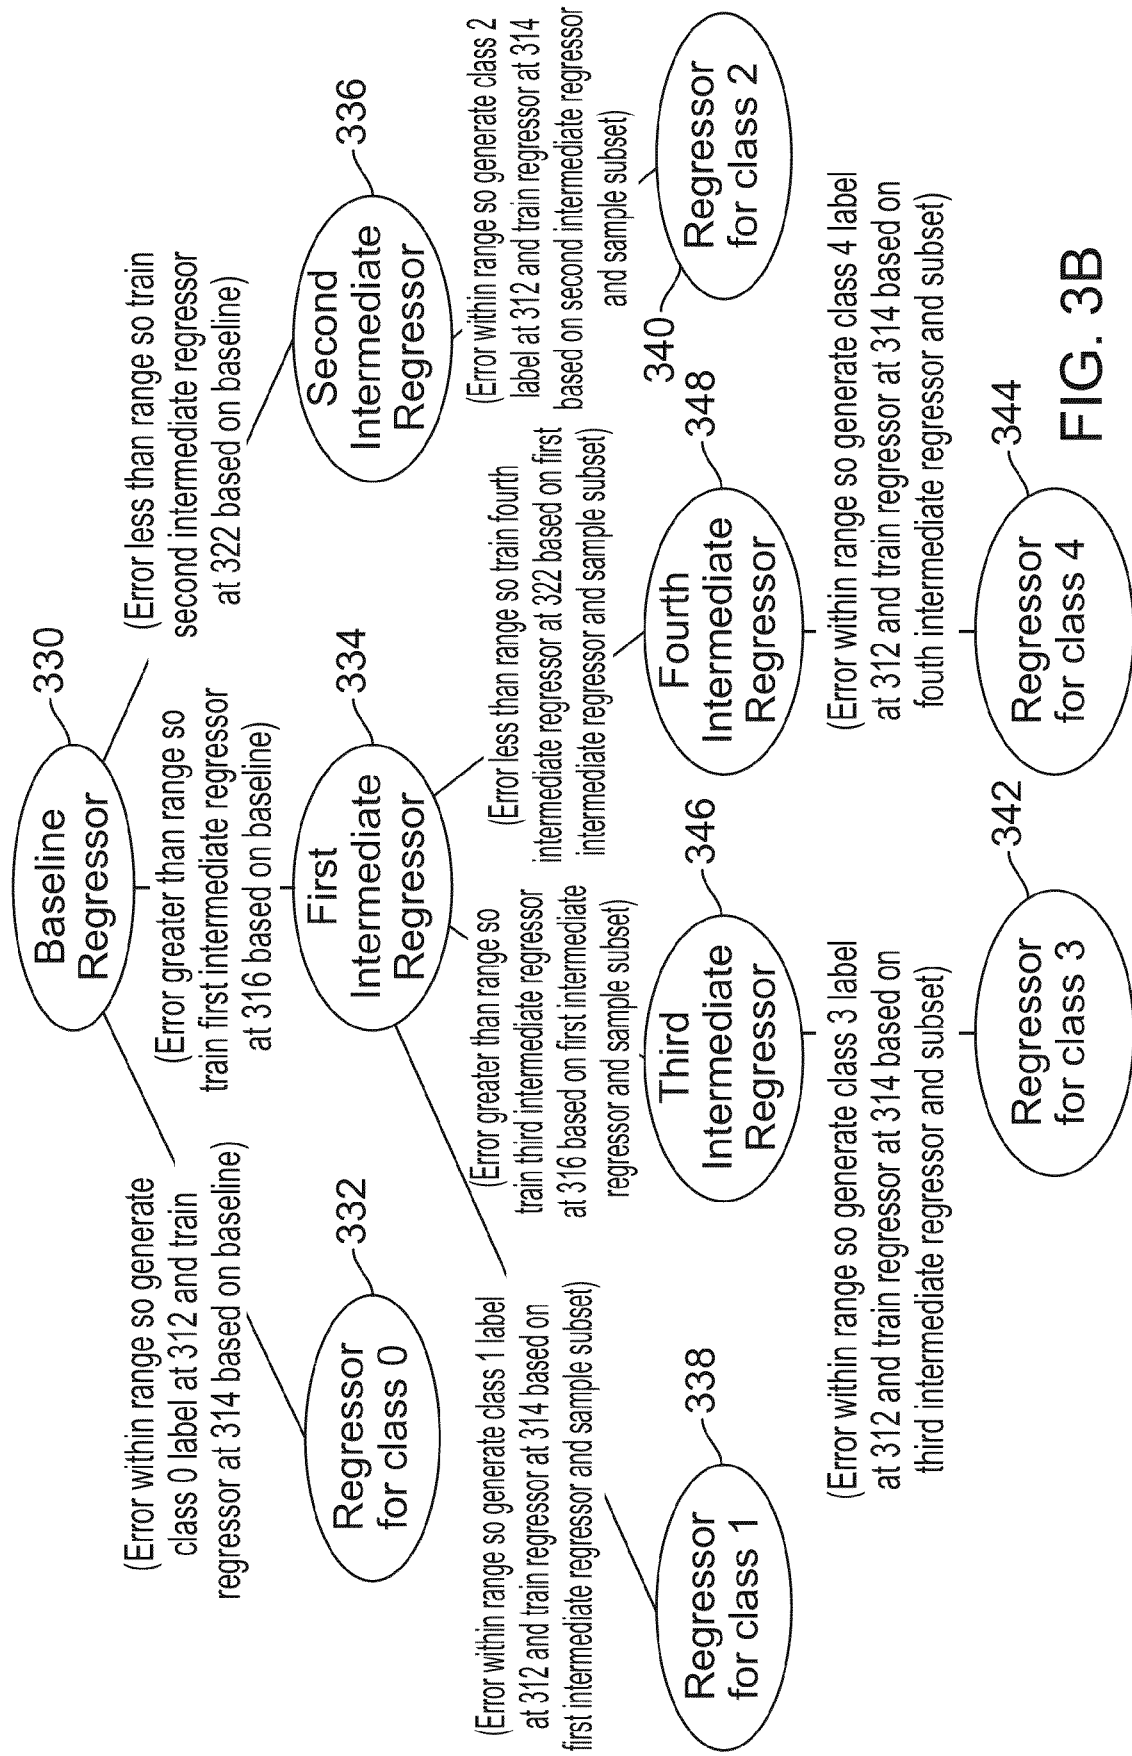 Baseline
Regressor
330
(Error within range so generate
class 0 label at 312 and train
regressor at 314 based on baseline)
(Error greater than range so
train first intermediate regressor
at 316 based on baseline)
(Error less than range so train
second intermediate regressor
at 322 based on baseline)
Regressor
for class 0
332
First
Intermediate
Regressor
334
Second
Intermediate
Regressor
336
(Error within range so generate class 1 label
at 312 and train regressor at 314 based on
first intermediate regressor and sample subset)
(Error greater than range so
train third intermediate regressor
at 316 based on first intermediate
regressor and sample subset)
(Error less than range so train fourth
intermediate regressor at 322 based on first
intermediate regressor and sample subset)
(Error within range so generate class 2
label at 312 and train regressor at 314
based on second intermediate regressor
and sample subset)
Regressor
for class 1
338
Third
Intermediate
Regressor
346
Fourth
Intermediate
Regressor
348
340
Regressor
for class 2
(Error within range so generate class 3 label
at 312 and train regressor at 314 based on
third intermediate regressor and subset)
(Error within range so generate class 4 label
at 312 and train regressor at 314 based on
fouth intermediate regressor and subset)
Regressor
for class 3
342
Regressor
for class 4
344
FIG. 3B